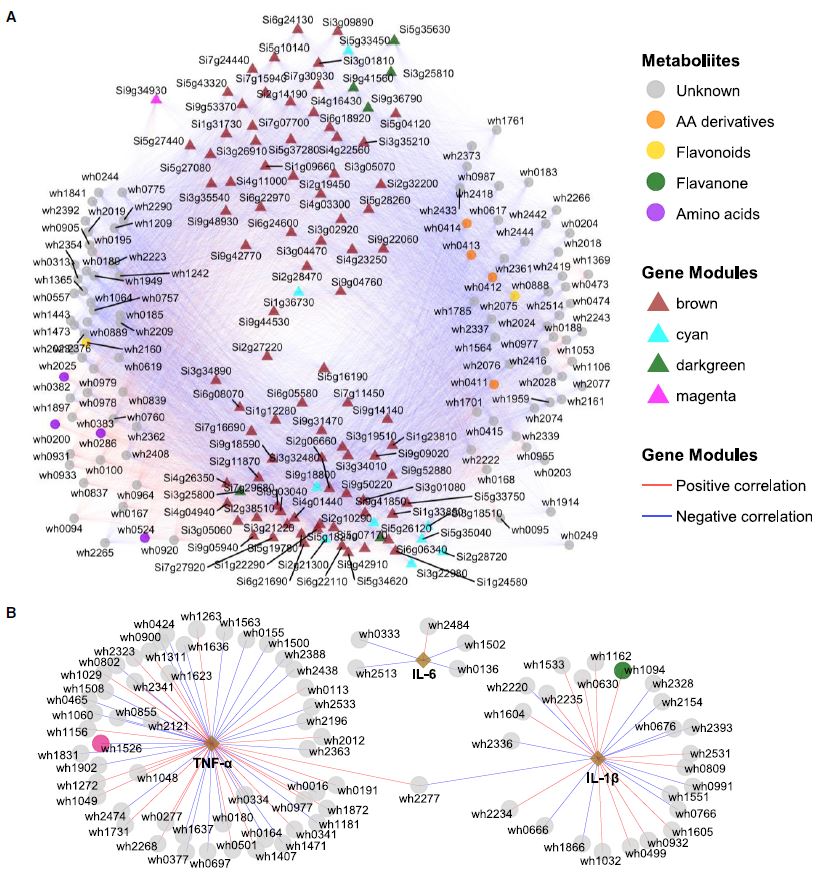 A
Si6g24130
Si3g09890
Si5g33450
Si5g35630
Si5g10140
Si3g01810
Si7g24440
Si7g15940
Si7g30930
Si9g41560
Si3g25810
Si5g43320
Si2g14190
Si9g34930
Si9g53370
Si4g16430
Si9g36790
Si6g18920
Si5g04120
Si1g31730
Si7g07700
Si5g27440
Si3g26910
Si5g37280
Si4g22560
Si3g35210
Si5g27080
Si1g09660
Si3g05070
Si4g11000
Si2g19450
Si2g32200
Si3g35540
Si6g22970
Si4g03300
Si5g28260
Si9g48930
Si6g24600
Si3g02920
Si9g22060
Si9g42770
Si3g04470
Si4g23250
Si2g28470
Si9g04760
Si1g36730
Si9g44530
Si2g27220
Si5g16190
Si3g34890
Si6g08070
Si6g05580
Si7g11450
Si1g12280
Si9g31470
Si9g14140
Si7g16690
Si9g18590
Si2g06660
Si3g19510
Si1g23810
Si2g11870
Si3g32480
Si9g09020
Si3g34010
Si4g26350
Si9g18800
Si9g52880
Si7g29680
Si9g50220
Si3g01080
Si3g25800
Si9g03040
Si4g01440
Si9g41850
Si5g33750
Si4g04940
Si2g38510
Si3g18510
Si3g05060
Si3g21220
Si2g10290
Si5g26120
Si5g35040
Si9g05940
Si5g19780
Si5g07170
Si6g06340
Si2g28720
Si7g27920
Si1g22290
Si2g21300
Si9g42910
Si3g22980
Si6g21690
Si6g22110
Si5g34620
Si1g24580
wh0244
wh1841
wh0775
wh2392
wh2019
wh2290
wh0905
wh1209
wh2354
wh0195
wh0313
wh2223
wh1365
wh1949
wh1242
wh0557
wh1064
wh0757
wh1443
wh0185
wh1473
wh0889
wh2209
wh2376
wh2160
wh2025
wh0619
wh0382
wh0979
wh1897
wh0978
wh0839
wh0383
wh0760
wh0200
wh0286
wh2362
wh0931
wh2408
wh0933
wh0100
wh0837
wh0964
wh0167
wh0094
wh0524
wh2265
wh0920
wh1761
wh2373
wh0987
wh0183
wh2418
wh2433
wh0617
wh2266
wh0414
wh2442
wh0204
wh2444
wh0413
wh2018
wh2361
wh2419
wh1369
wh0412
wh0888
wh0473
wh1785
wh2075
wh2514
wh0474
wh2024
wh2243
wh2337
wh0188
wh1564
wh0977
wh1053
wh2076
wh2416
wh1106
wh0411
wh2028
wh2077
wh1701
wh1959
wh2161
wh2074
wh0415
wh2339
wh2222
wh0955
wh0168
wh0203
wh1914
wh0095
wh0249
Metaboliites
Unknown
AA derivatives
Flavonoids
Flavanone
Amino acids
Gene Modules
brown
cyan
darkgreen
magenta
Gene Modules
Positive correlation
Negative correlation
B
wh1263
wh0424
wh1563
wh0900
wh0155
wh2323
wh1636
wh1500
wh0802
wh1311
wh2388
wh1029
wh1623
wh2438
wh1508
wh2341
wh0113
wh0465
wh2533
wh1060
wh0855
wh2196
wh1156
wh2121
wh2012
wh1526
wh2363
wh1831
TNF-α
wh1902
wh1048
wh1272
wh0016
wh0191
wh1049
wh0334
wh2474
wh0277
wh0977
wh1872
wh1731
wh1637
wh0180
wh1181
wh2268
wh0164
wh0341
wh0377
wh0501
wh1471
wh0697
wh1407
wh2277
wh0333
wh2484
wh1502
IL-6
wh2513
wh0136
wh1533
wh1162
wh1094
wh2220
wh0630
wh2328
wh2235
wh2154
wh1604
wh0676
wh2393
wh2336
wh2531
IL-1β
wh0809
wh0991
wh1551
wh2234
wh0766
wh0666
wh1605
wh1866
wh0932
wh0499
wh1032